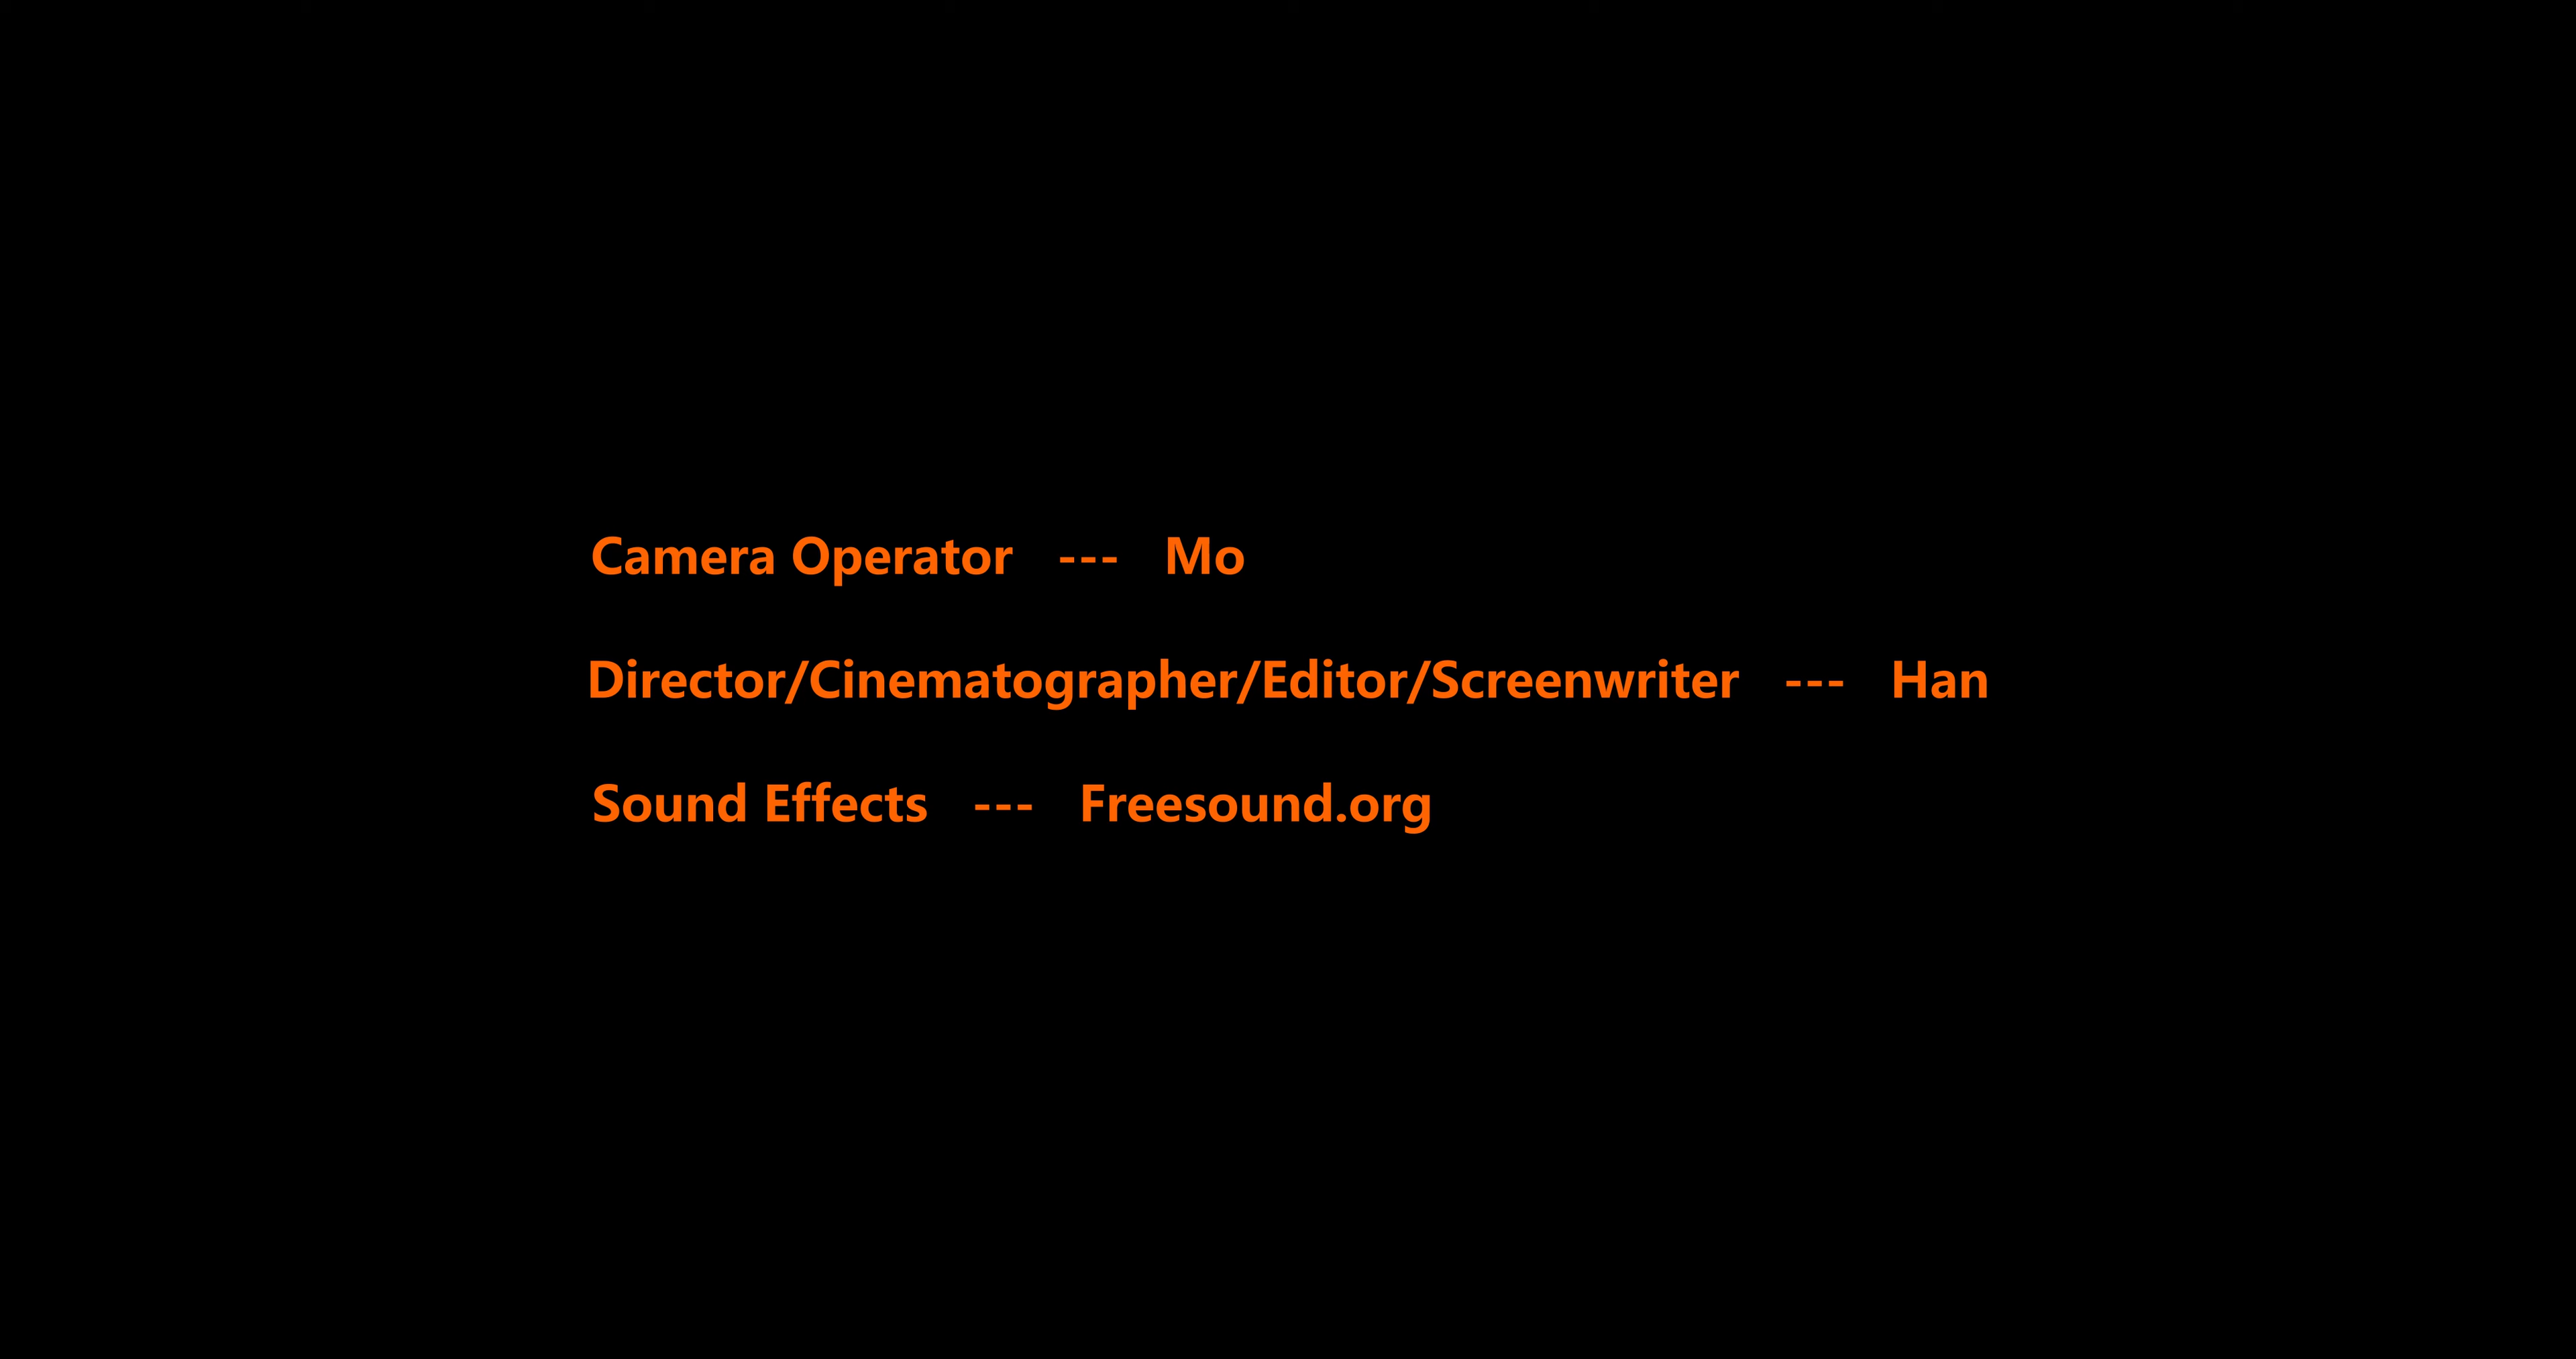 Camera Operator --- Mo
Director/Cinematographer/Editor/Screenwriter --- Han
Sound Effects --- Freesound.org